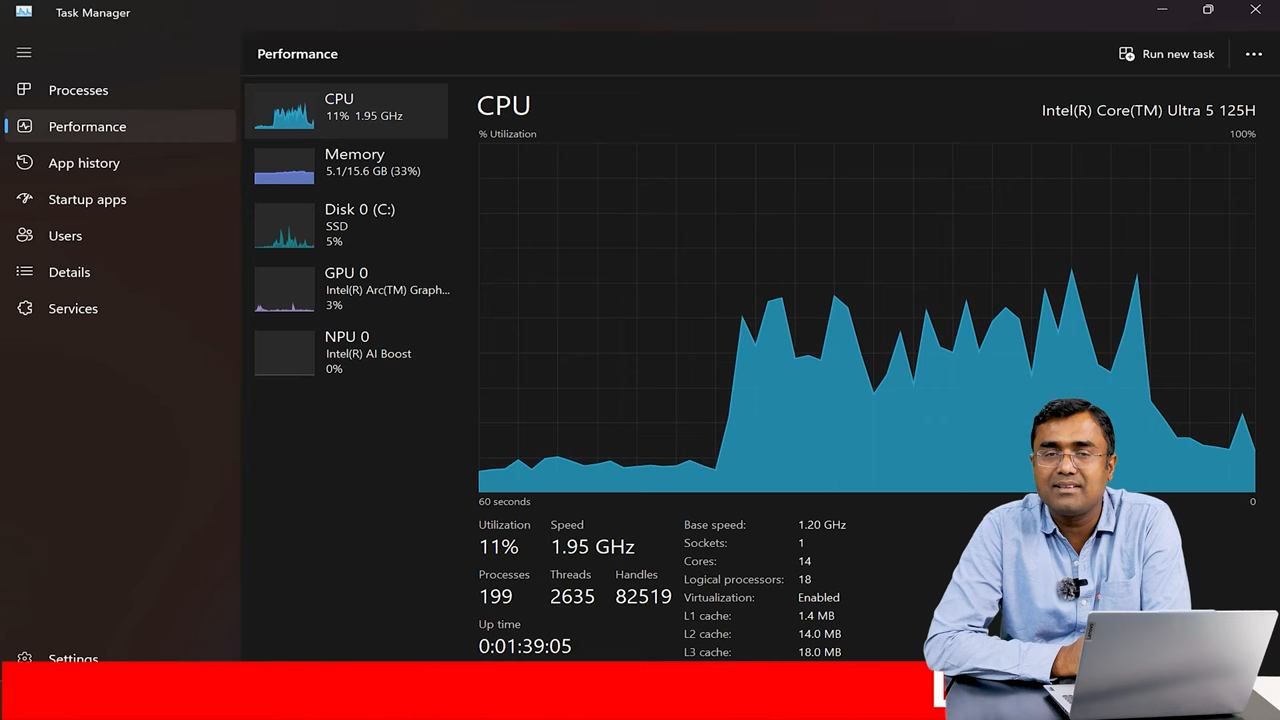 Task Manager
Performance
Run new task
Processes
Performance
App history
Startup apps
Users
Details
Services
Settings
CPU
11% 1.95 GHz
Memory
5.1/15.6 GB (33%)
Disk 0 (C:)
SSD
5%
GPU 0
Intel(R) Arc(TM) Graph...
3%
NPU 0
Intel(R) AI Boost
0%
CPU
Intel(R) Core(TM) Ultra 5 125H
% Utilization
100%
60 seconds
0
Utilization
Speed
11%
1.95 GHz
Processes
Threads
Handles
199
2635
82519
Up time
0:01:39:05
Base speed: 1.20 GHz
Sockets: 1
Cores: 14
Logical processors: 18
Virtualization: Enabled
L1 cache: 1.4 MB
L2 cache: 14.0 MB
L3 cache: 18.0 MB